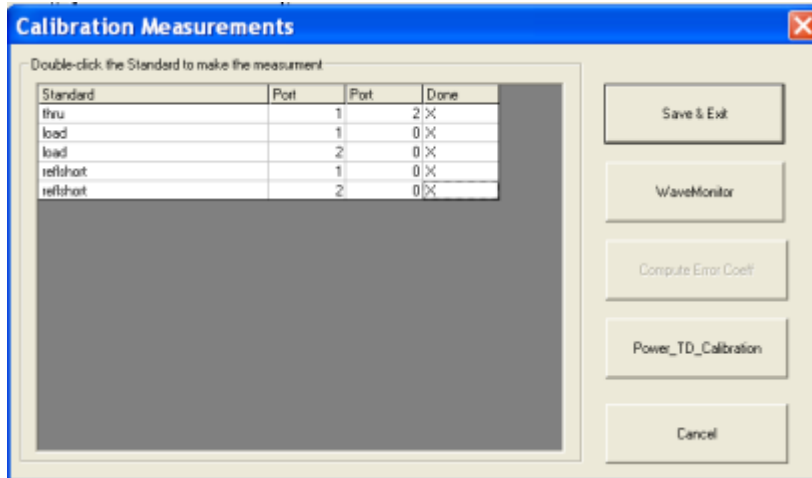 Calibration Measurements
Double-click the Standard to make the measurment
Standard Port Port Done
thru 1 2 X
load 1 0 X
load 2 0 X
reflshort 1 0 X
reflshort 2 0 X
Save & Exit
WaveMonitor
Compute Error Coeff
Power_TD_Calibration
Cancel